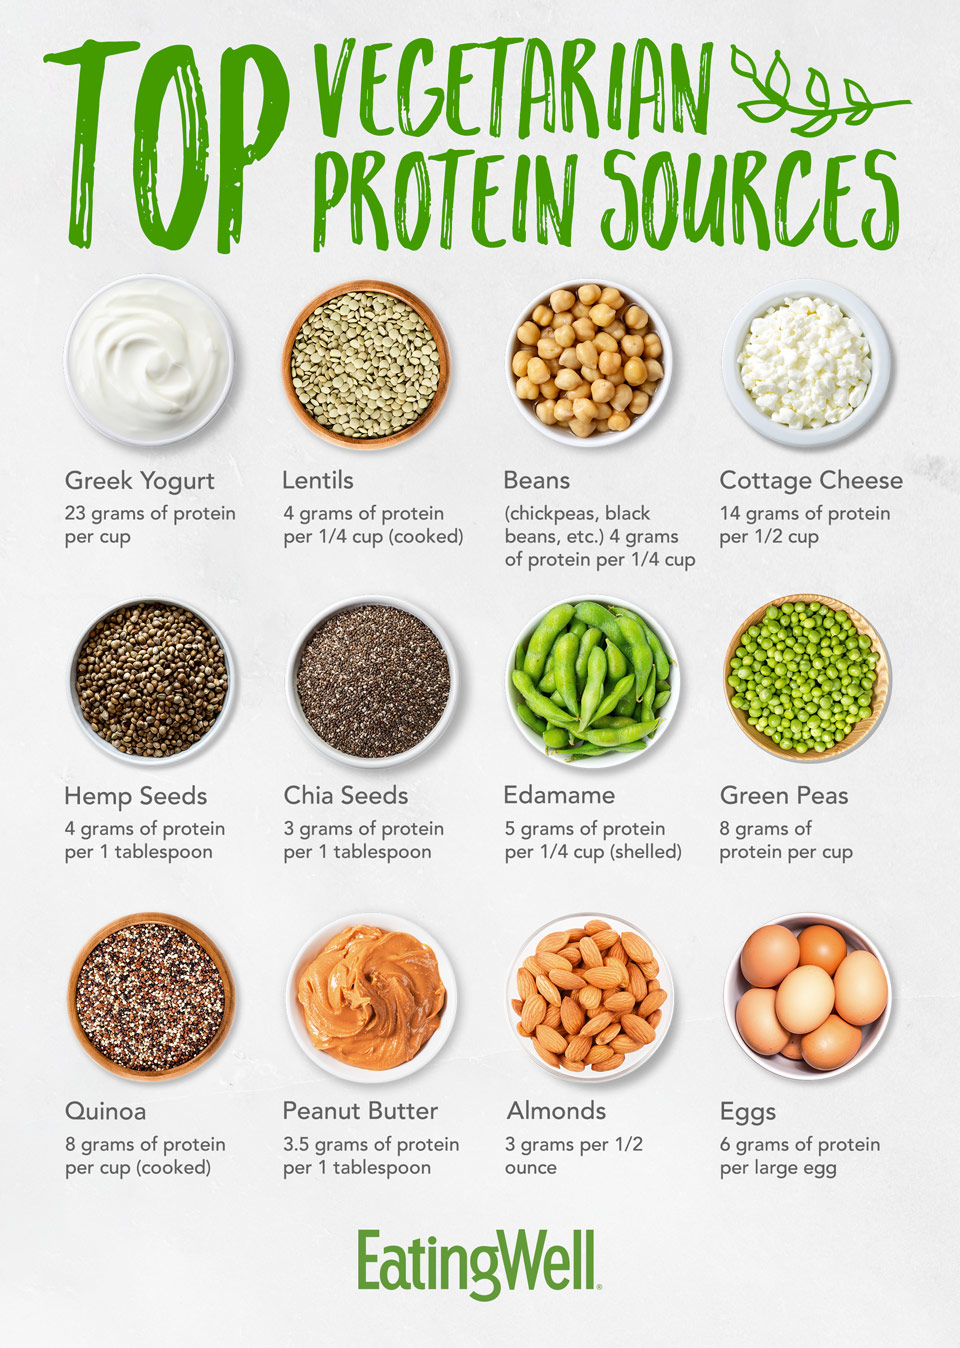 TOP VEGETARIAN
PROTEIN SOURCES
Greek Yogurt
23 grams of protein
per cup
Lentils
4 grams of protein
per 1/4 cup (cooked)
Beans
(chickpeas, black
beans, etc.) 4 grams
of protein per 1/4 cup
Cottage Cheese
14 grams of protein
per 1/2 cup
Hemp Seeds
4 grams of protein
per 1 tablespoon
Chia Seeds
3 grams of protein
per 1 tablespoon
Edamame
5 grams of protein
per 1/4 cup (shelled)
Green Peas
8 grams of
protein per cup
Quinoa
8 grams of protein
per cup (cooked)
Peanut Butter
3.5 grams of protein
per 1 tablespoon
Almonds
3 grams per 1/2
ounce
Eggs
6 grams of protein
per large egg
EatingWell®